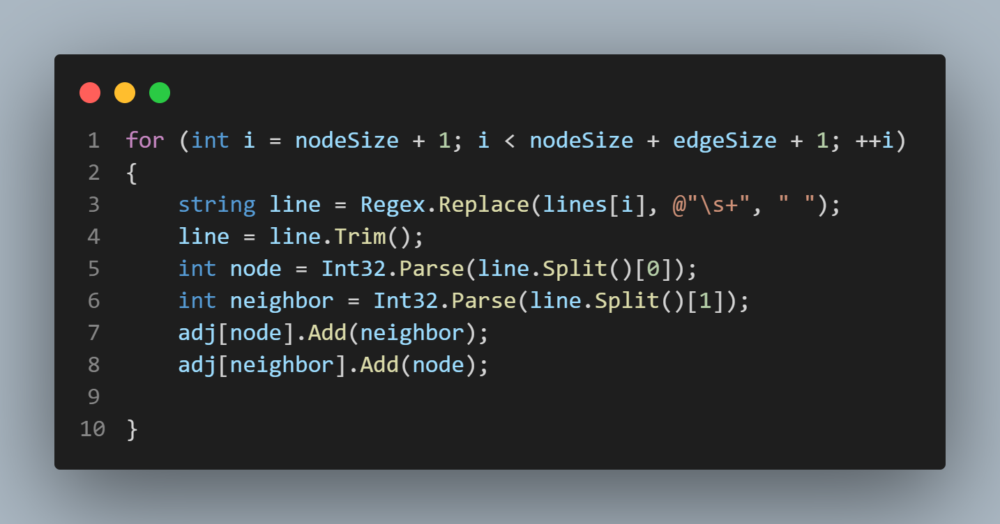 1 for (int i = nodeSize + 1; i < nodeSize + edgeSize + 1; ++i)
2 {
3     string line = Regex.Replace(lines[i], @"\s+", " ");
4     line = line.Trim();
5     int node = Int32.Parse(line.Split()[0]);
6     int neighbor = Int32.Parse(line.Split()[1]);
7     adj[node].Add(neighbor);
8     adj[neighbor].Add(node);
9
10 }